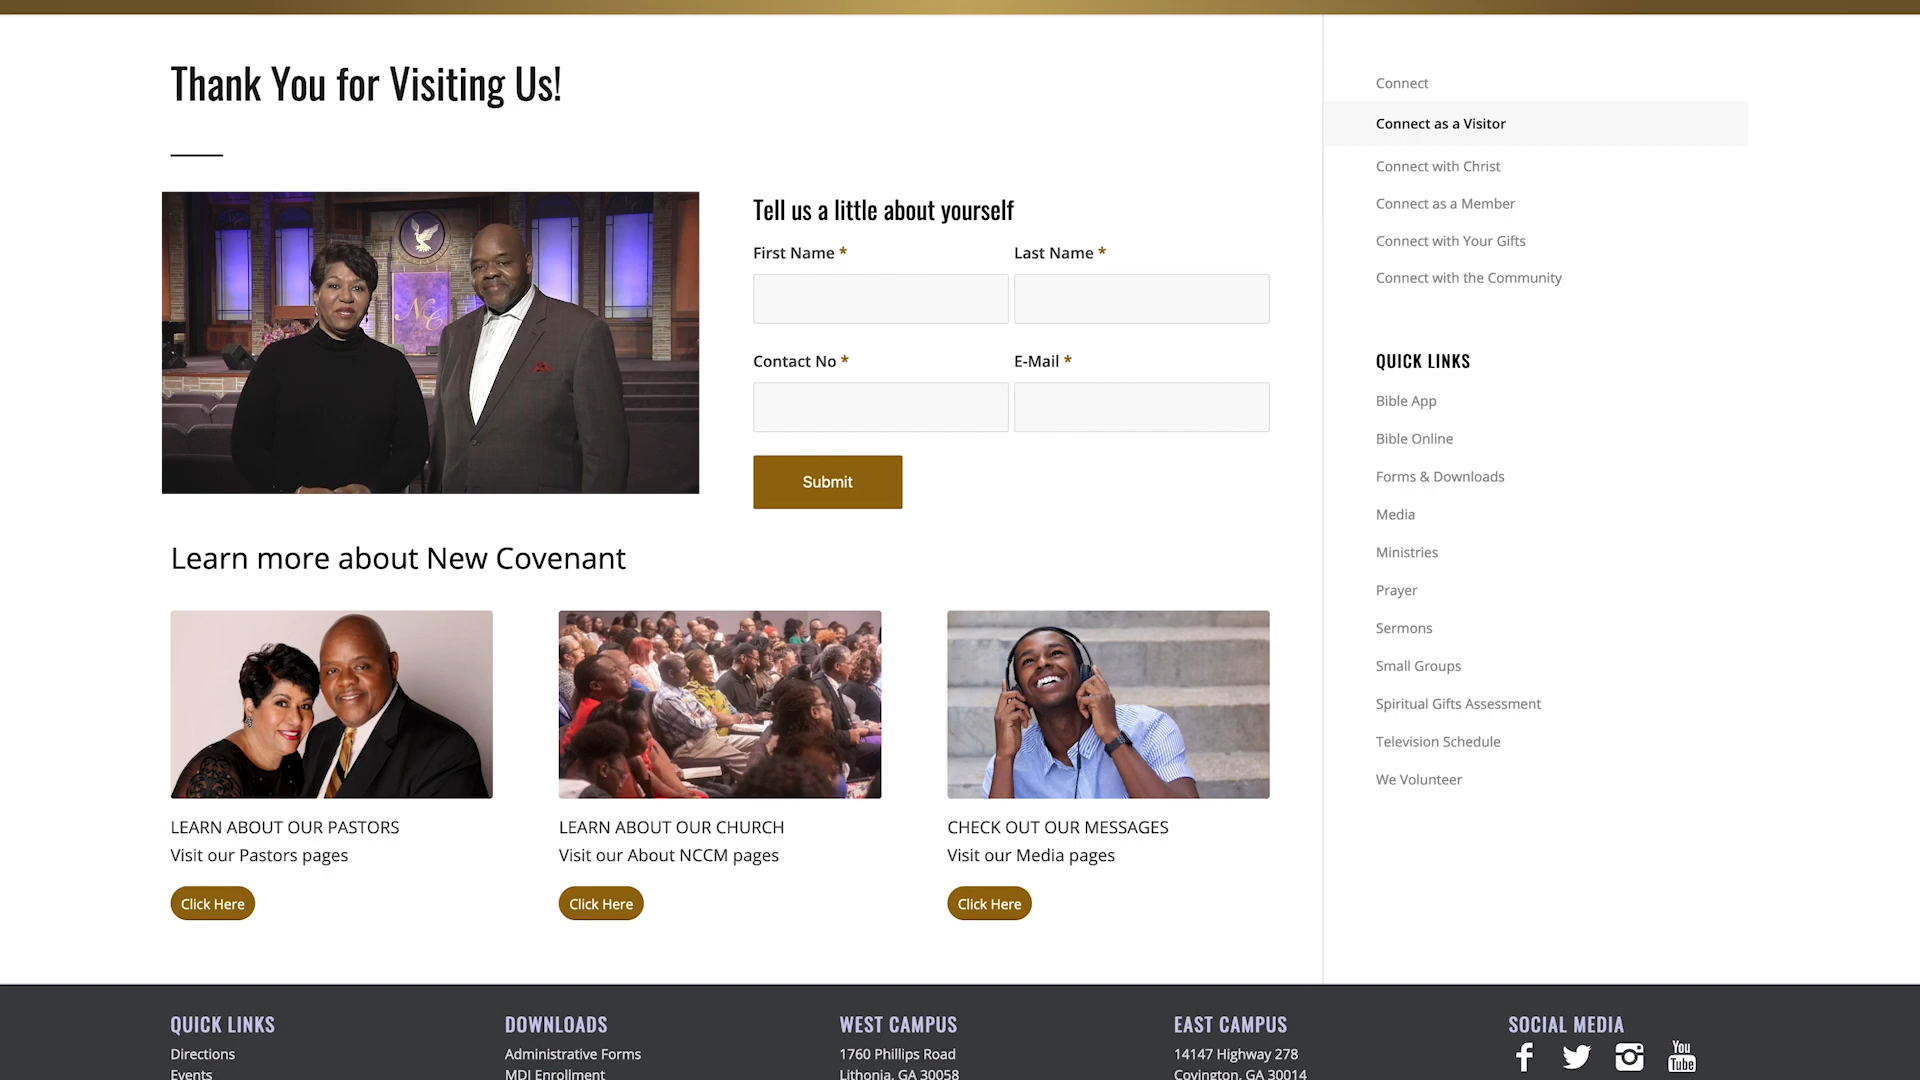 Thank You for Visiting Us!
NC
Tell us a little about yourself
First Name *
Last Name *
Contact No *
E-Mail *
Submit
Learn more about New Covenant
LEARN ABOUT OUR PASTORS
Visit our Pastors pages
Click Here
LEARN ABOUT OUR CHURCH
Visit our About NCCM pages
Click Here
CHECK OUT OUR MESSAGES
Visit our Media pages
Click Here
Connect
Connect as a Visitor
Connect with Christ
Connect as a Member
Connect with Your Gifts
Connect with the Community
QUICK LINKS
Bible App
Bible Online
Forms & Downloads
Media
Ministries
Prayer
Sermons
Small Groups
Spiritual Gifts Assessment
Television Schedule
We Volunteer
QUICK LINKS
Directions
Events
DOWNLOADS
Administrative Forms
MDI Enrollment
WEST CAMPUS
1760 Phillips Road
Lithonia, GA 30058
EAST CAMPUS
14147 Highway 278
Covington, GA 30014
SOCIAL MEDIA
You
Tube